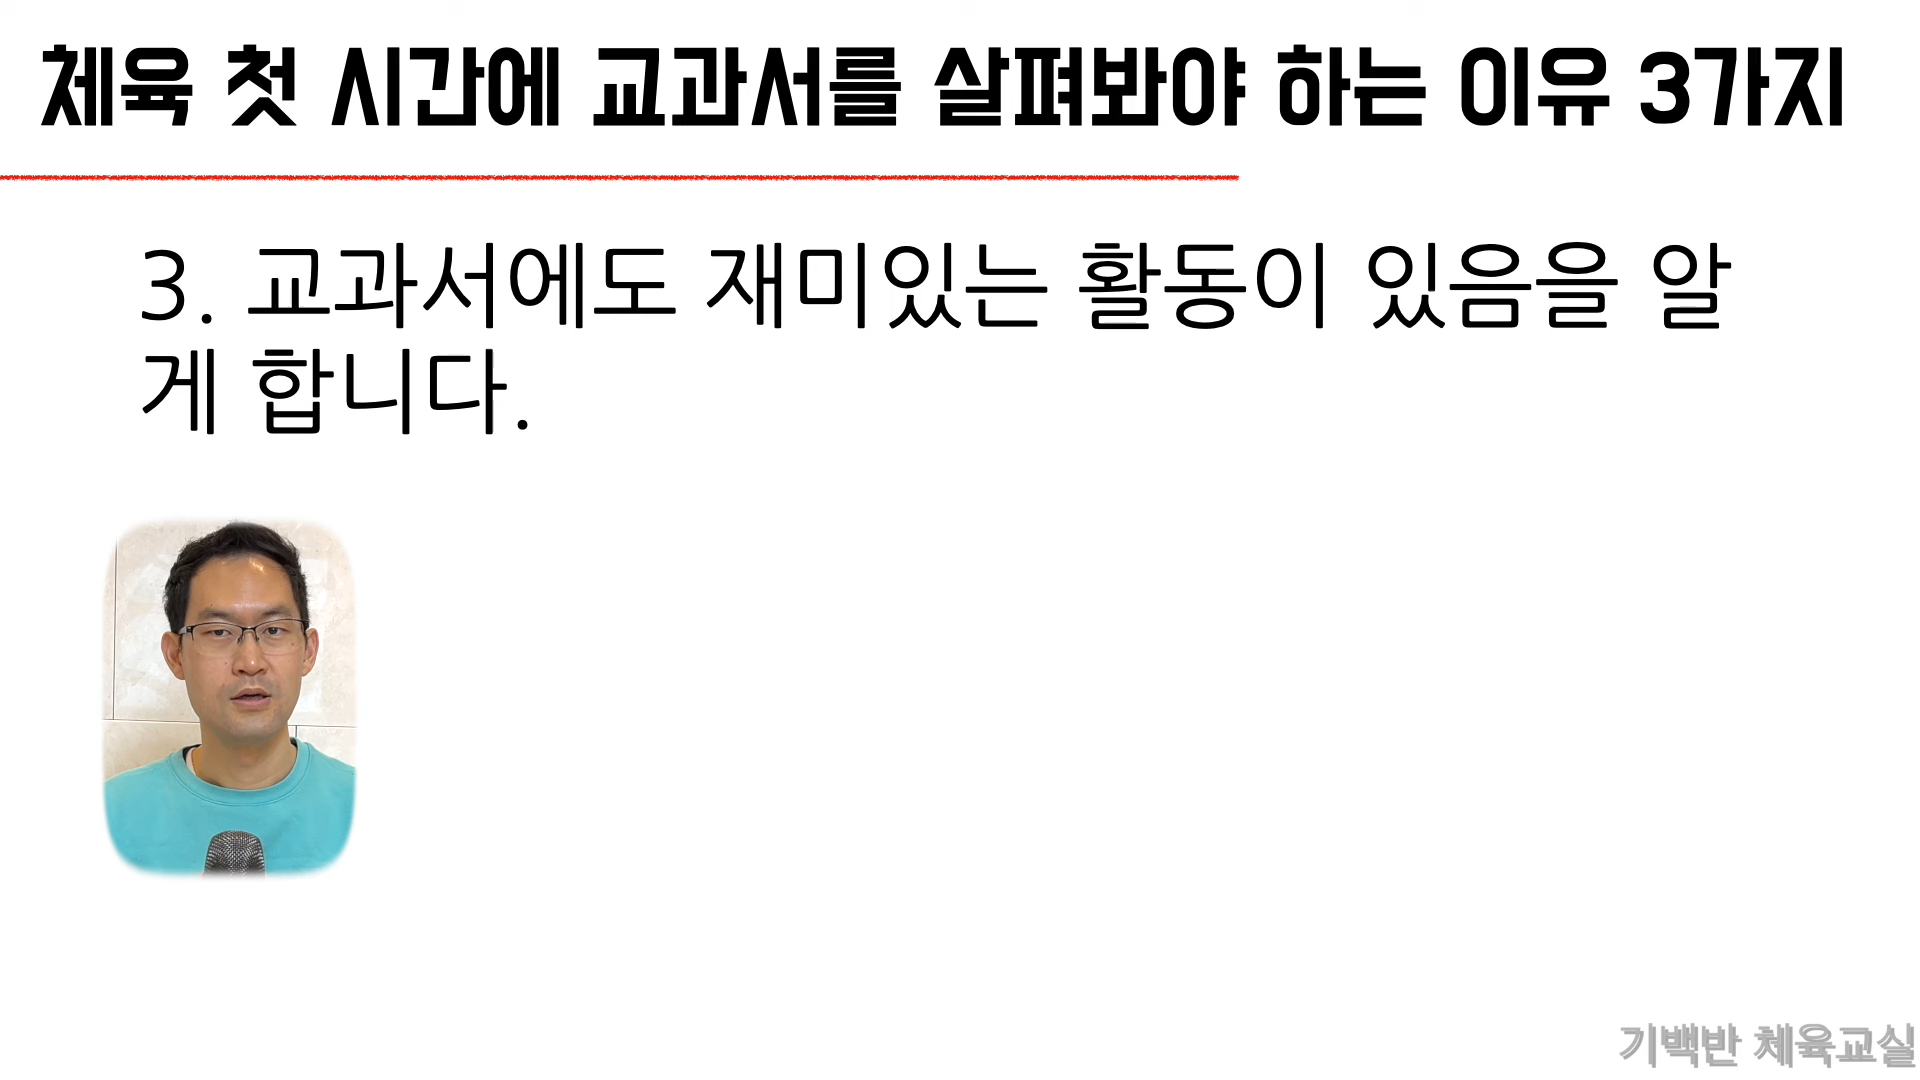 체육 첫 시간에 교과서를 살펴봐야 하는 이유 3가지
3. 교과서에도 재미있는 활동이 있음을 알
게 합니다.
기백반 체육교실